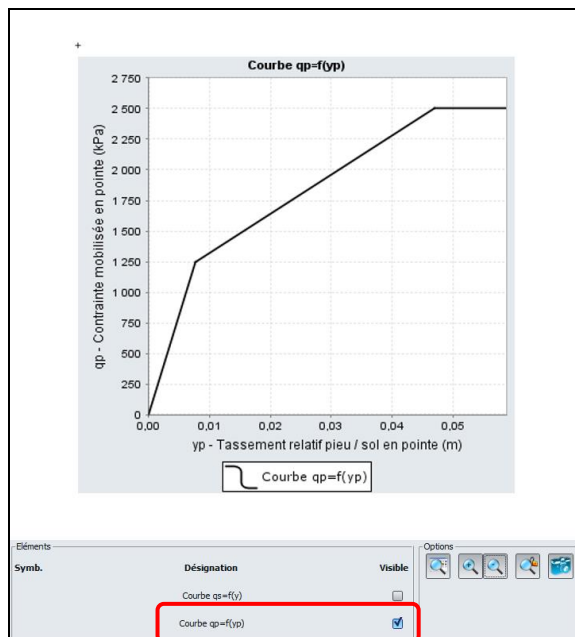 +
Courbe qp=f(yp)
qp - Contrainte mobilisée en pointe (kPa)
2 750
2 500
2 250
2 000
1 750
1 500
1 250
1 000
750
500
250
0
0,00 0,01 0,02 0,03 0,04 0,05
yp - Tassement relatif pieu / sol en pointe (m)
Courbe qp=f(yp)
Eléments
Options
Symb. Désignation Visible
Courbe qs=f(y)
Courbe qp=f(yp)